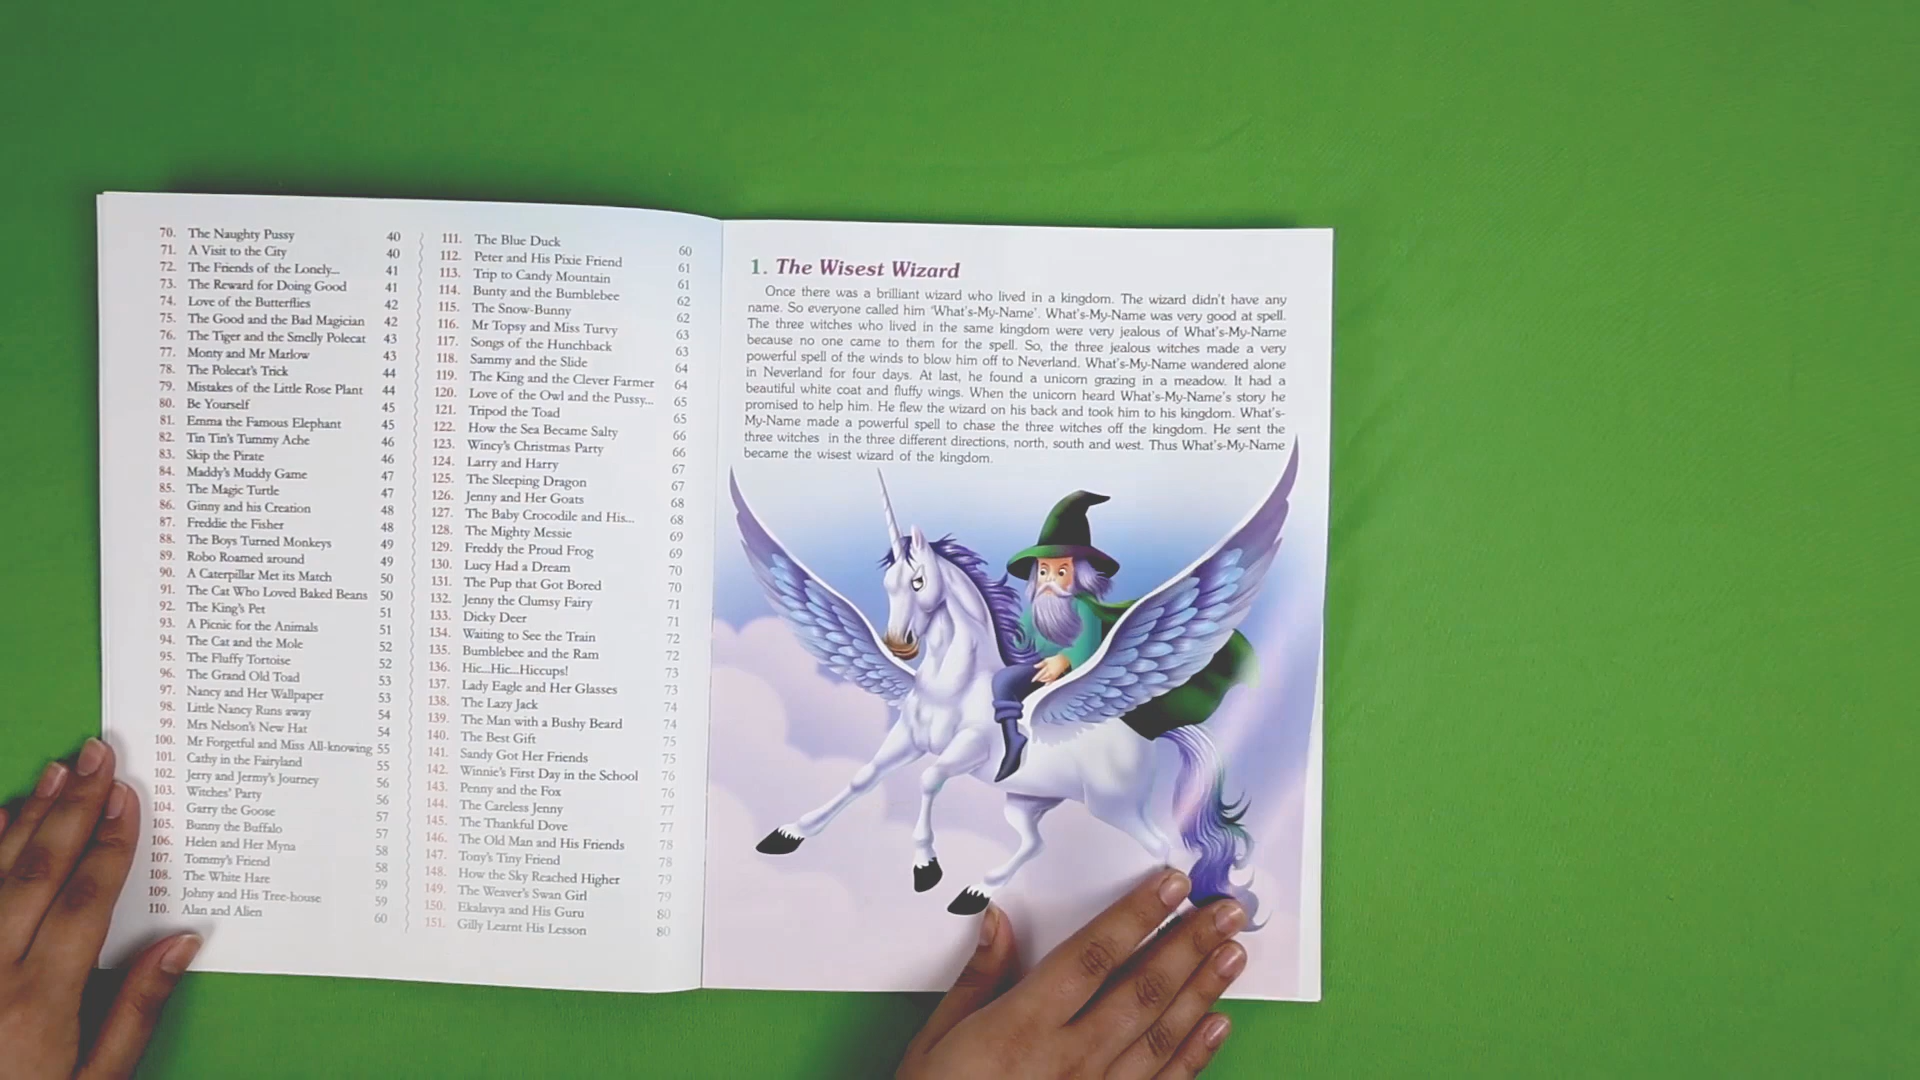 70. The Naughty Pussy 40
71. A Visit to the City 40
72. The Friends of the Lonely... 41
73. The Reward for Doing Good 41
74. Love of the Butterflies 42
75. The Good and the Bad Magician 42
76. The Tiger and the Smelly Polecat 43
77. Monty and Mr Marlow 43
78. The Polecat's Trick 44
79. Mistakes of the Little Rose Plant 44
80. Be Yourself 45
81. Emma the Famous Elephant 45
82. Tin Tin's Tummy Ache 46
83. Skip the Pirate 46
84. Maddy's Muddy Game 47
85. The Magic Turtle 47
86. Ginny and his Creation 48
87. Freddie the Fisher 48
88. The Boys Turned Monkeys 49
89. Robo Roamed around 49
90. A Caterpillar Met its Match 50
91. The Cat Who Loved Baked Beans 50
92. The King's Pet 51
93. A Picnic for the Animals 51
94. The Cat and the Mole 52
95. The Fluffy Tortoise 52
96. The Grand Old Toad 53
97. Nancy and Her Wallpaper 53
98. Little Nancy Runs away 54
99. Mrs Nelson's New Hat 54
100. Mr Forgetful and Miss All-knowing 55
101. Cathy in the Fairyland 55
102. Jerry and Jermy's Journey 56
103. Witches' Party 56
104. Garry the Goose 57
105. Bunny the Buffalo 57
106. Helen and Her Myna 58
107. Tommy's Friend 58
108. The White Hare 59
109. Johny and His Tree-house 59
110. Alan and Alien 60
111. The Blue Duck 60
112. Peter and His Pixie Friend 61
113. Trip to Candy Mountain 61
114. Bunty and the Bumblebee 62
115. The Snow-Bunny 62
116. Mr Topsy and Miss Turvy 63
117. Songs of the Hunchback 63
118. Sammy and the Slide 64
119. The King and the Clever Farmer 64
120. Love of the Owl and the Pussy... 65
121. Tripod the Toad 65
122. How the Sea Became Salty 66
123. Wincy's Christmas Party 66
124. Larry and Harry 67
125. The Sleeping Dragon 67
126. Jenny and Her Goats 68
127. The Baby Crocodile and His... 68
128. The Mighty Messie 69
129. Freddy the Proud Frog 69
130. Lucy Had a Dream 70
131. The Pup that Got Bored 70
132. Jenny the Clumsy Fairy 71
133. Dicky Deer 71
134. Waiting to See the Train 72
135. Bumblebee and the Ram 72
136. Hic...Hic...Hiccups! 73
137. Lady Eagle and Her Glasses 73
138. The Lazy Jack 74
139. The Man with a Bushy Beard 74
140. The Best Gift 75
141. Sandy Got Her Friends 75
142. Winnie's First Day in the School 76
143. Penny and the Fox 76
144. The Careless Jenny 77
145. The Thankful Dove 77
146. The Old Man and His Friends 78
147. Tony's Tiny Friend 78
148. How the Sky Reached Higher 79
149. The Weaver's Swan Girl 79
150. Ekalavya and His Guru 80
151. Gilly Learnt His Lesson 80
1. The Wisest Wizard
Once there was a brilliant wizard who lived in a kingdom. The wizard didn't have any
name. So everyone called him 'What's-My-Name'. What's-My-Name was very good at spell.
The three witches who lived in the same kingdom were very jealous of What's-My-Name
because no one came to them for the spell. So, the three jealous witches made a very
powerful spell of the winds to blow him off to Neverland. What's-My-Name wandered alone
in Neverland for four days. At last, he found a unicorn grazing in a meadow. It had a
beautiful white coat and fluffy wings. When the unicorn heard What's-My-Name's story he
promised to help him. He flew the wizard on his back and took him to his kingdom. What's-
My-Name made a powerful spell to chase the three witches off the kingdom. He sent the
three witches in the three different directions, north, south and west. Thus What's-My-Name
became the wisest wizard of the kingdom.